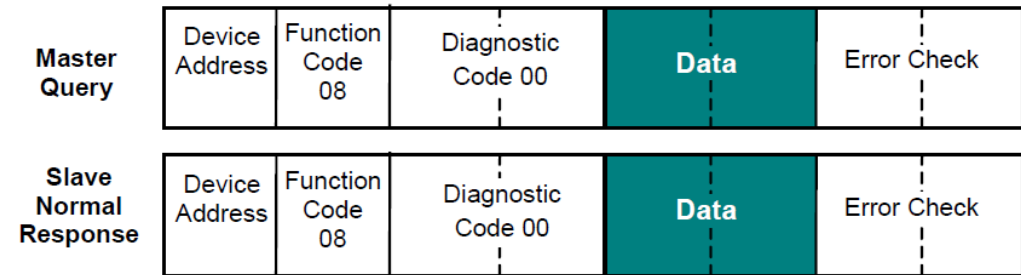 Master
Query
Device
Address
Function
Code
08
Diagnostic
Code 00
Data
Error Check
Slave
Normal
Response
Device
Address
Function
Code
08
Diagnostic
Code 00
Data
Error Check